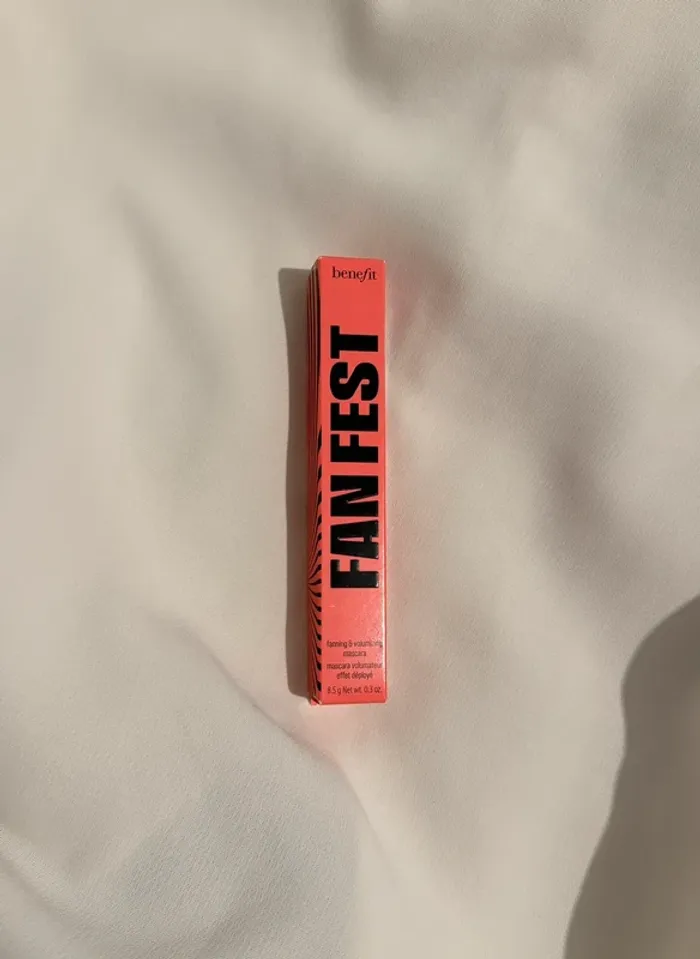 benefit
FAN FEST
fanning & volumizing
mascara
mascara volumateur
effet déployé
8.5 g Net wt. 0.3 oz.